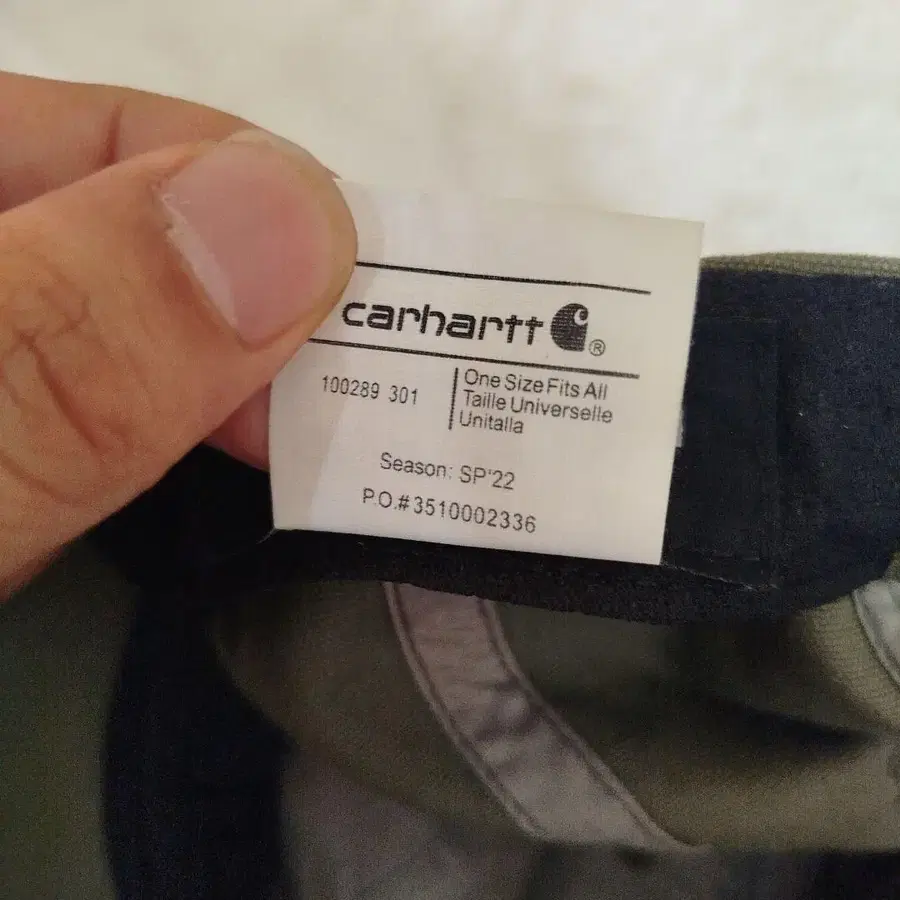 carhartt ®
100289 301
One Size Fits All
Taille Universelle
Unitalla
Season: SP'22
P.O.#3510002336